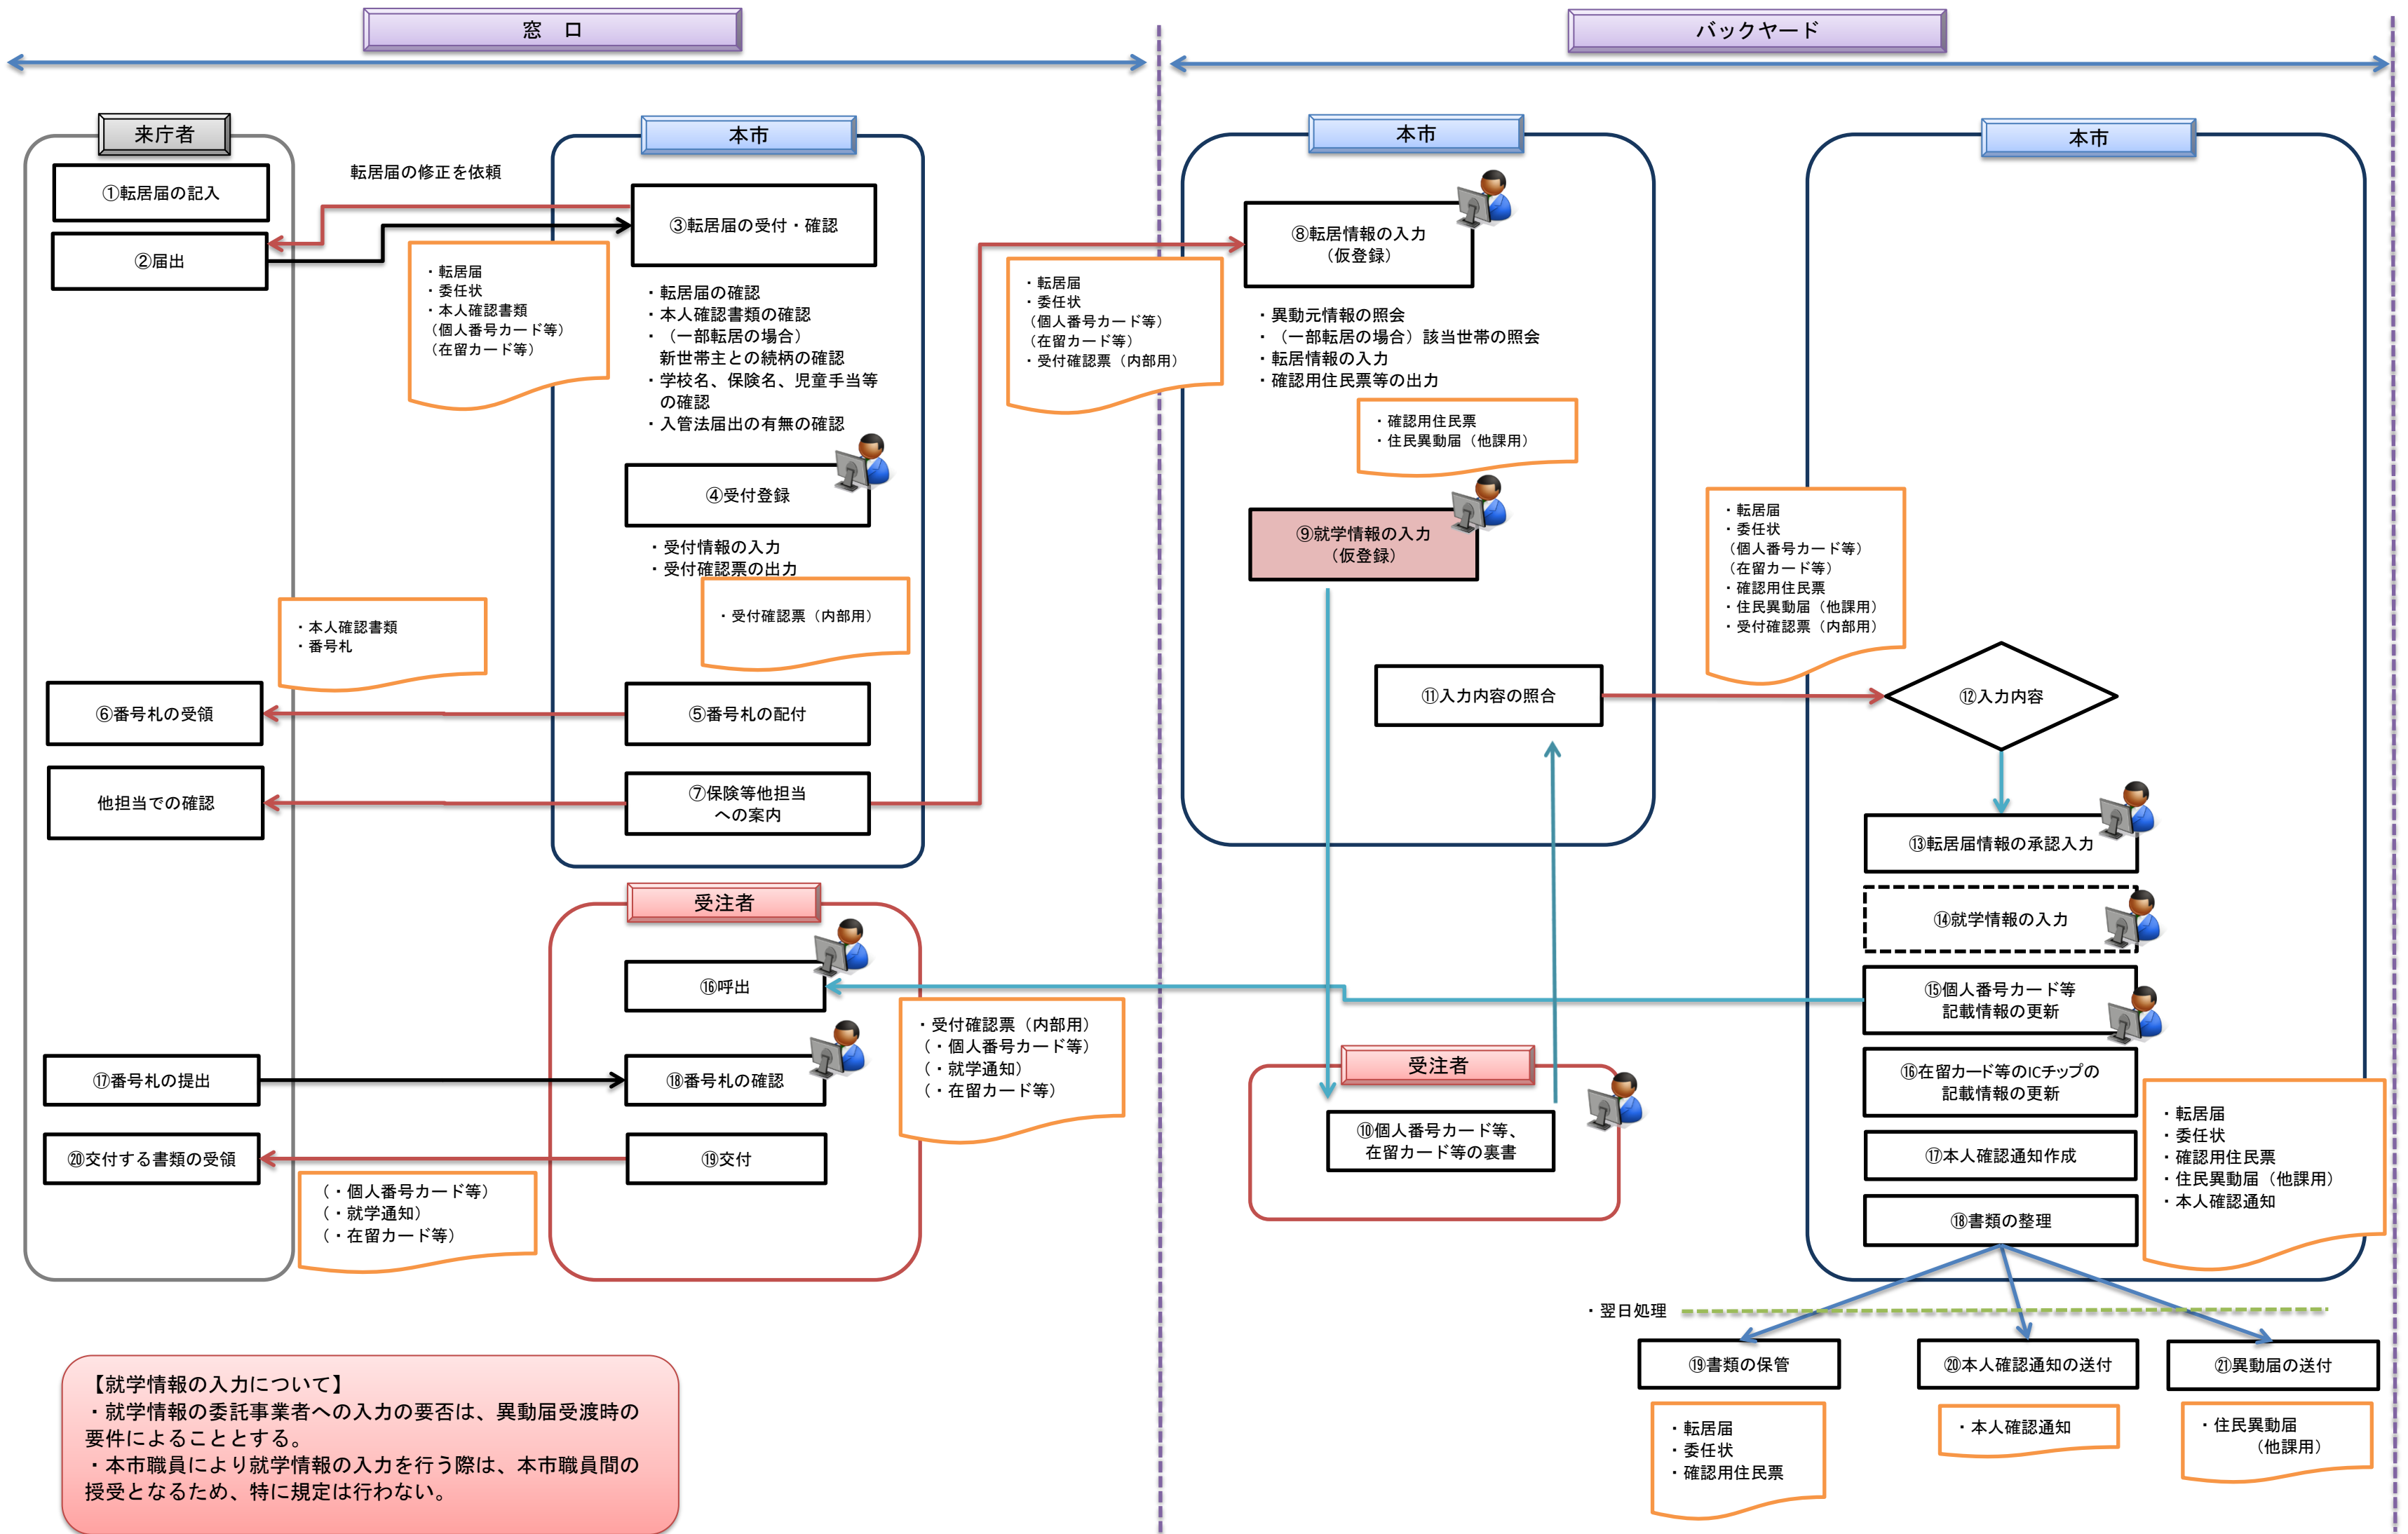 窓　口
バックヤード
来庁者
①転居届の記入
②届出
転居届の修正を依頼
本市
③転居届の受付・確認
・転居届
・委任状
・本人確認書類
（個人番号カード等）
（在留カード等）
・転居届の確認
・本人確認書類の確認
・（一部転居の場合）
新世帯主との続柄の確認
・学校名、保険名、児童手当等
の確認
・入管法届出の有無の確認
④受付登録
・受付情報の入力
・受付確認票の出力
・受付確認票（内部用）
・本人確認書類
・番号札
⑥番号札の受領
⑤番号札の配付
他担当での確認
⑦保険等他担当
への案内
受注者
⑯呼出
⑰番号札の提出
⑱番号札の確認
⑳交付する書類の受領
⑲交付
（・個人番号カード等）
（・就学通知）
（・在留カード等）
・受付確認票（内部用）
（・個人番号カード等）
（・就学通知）
（・在留カード等）
・転居届
・委任状
（個人番号カード等）
（在留カード等）
・受付確認票（内部用）
本市
⑧転居情報の入力
（仮登録）
・異動元情報の照会
・（一部転居の場合）該当世帯の照会
・転居情報の入力
・確認用住民票等の出力
・確認用住民票
・住民異動届（他課用）
⑨就学情報の入力
（仮登録）
⑪入力内容の照合
受注者
⑩個人番号カード等、
在留カード等の裏書
本市
・転居届
・委任状
（個人番号カード等）
（在留カード等）
・確認用住民票
・住民異動届（他課用）
・受付確認票（内部用）
⑫入力内容
⑬転居届情報の承認入力
⑭就学情報の入力
⑮個人番号カード等
記載情報の更新
⑯在留カード等のICチップの
記載情報の更新
⑰本人確認通知作成
⑱書類の整理
・転居届
・委任状
・確認用住民票
・住民異動届（他課用）
・本人確認通知
・翌日処理
⑲書類の保管
⑳本人確認通知の送付
㉑異動届の送付
・転居届
・委任状
・確認用住民票
・本人確認通知
・住民異動届
（他課用）
【就学情報の入力について】
・就学情報の委託事業者への入力の要否は、異動届受渡時の
要件によることとする。
・本市職員により就学情報の入力を行う際は、本市職員間の
授受となるため、特に規定は行わない。